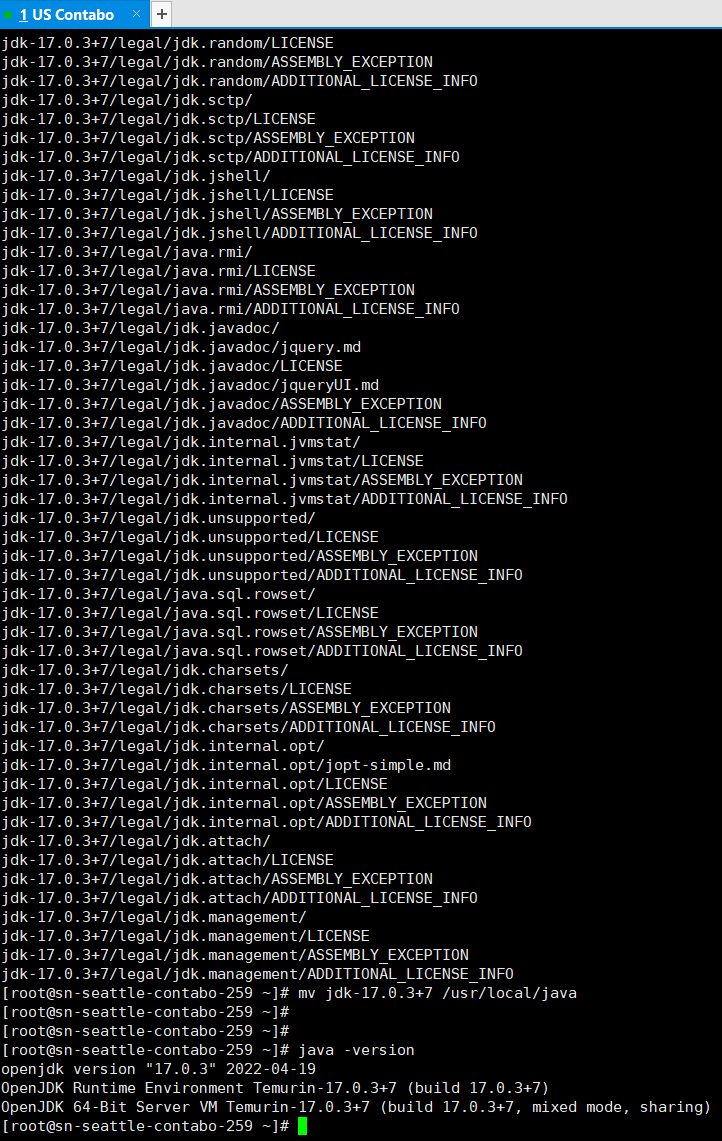 1 US Contabo × +
jdk-17.0.3+7/legal/jdk.random/LICENSE
jdk-17.0.3+7/legal/jdk.random/ASSEMBLY_EXCEPTION
jdk-17.0.3+7/legal/jdk.random/ADDITIONAL_LICENSE_INFO
jdk-17.0.3+7/legal/jdk.sctp/
jdk-17.0.3+7/legal/jdk.sctp/LICENSE
jdk-17.0.3+7/legal/jdk.sctp/ASSEMBLY_EXCEPTION
jdk-17.0.3+7/legal/jdk.sctp/ADDITIONAL_LICENSE_INFO
jdk-17.0.3+7/legal/jdk.jshell/
jdk-17.0.3+7/legal/jdk.jshell/LICENSE
jdk-17.0.3+7/legal/jdk.jshell/ASSEMBLY_EXCEPTION
jdk-17.0.3+7/legal/jdk.jshell/ADDITIONAL_LICENSE_INFO
jdk-17.0.3+7/legal/java.rmi/
jdk-17.0.3+7/legal/java.rmi/LICENSE
jdk-17.0.3+7/legal/java.rmi/ASSEMBLY_EXCEPTION
jdk-17.0.3+7/legal/java.rmi/ADDITIONAL_LICENSE_INFO
jdk-17.0.3+7/legal/jdk.javadoc/
jdk-17.0.3+7/legal/jdk.javadoc/jquery.md
jdk-17.0.3+7/legal/jdk.javadoc/LICENSE
jdk-17.0.3+7/legal/jdk.javadoc/jqueryUI.md
jdk-17.0.3+7/legal/jdk.javadoc/ASSEMBLY_EXCEPTION
jdk-17.0.3+7/legal/jdk.javadoc/ADDITIONAL_LICENSE_INFO
jdk-17.0.3+7/legal/jdk.internal.jvmstat/
jdk-17.0.3+7/legal/jdk.internal.jvmstat/LICENSE
jdk-17.0.3+7/legal/jdk.internal.jvmstat/ASSEMBLY_EXCEPTION
jdk-17.0.3+7/legal/jdk.internal.jvmstat/ADDITIONAL_LICENSE_INFO
jdk-17.0.3+7/legal/jdk.unsupported/
jdk-17.0.3+7/legal/jdk.unsupported/LICENSE
jdk-17.0.3+7/legal/jdk.unsupported/ASSEMBLY_EXCEPTION
jdk-17.0.3+7/legal/jdk.unsupported/ADDITIONAL_LICENSE_INFO
jdk-17.0.3+7/legal/java.sql.rowset/
jdk-17.0.3+7/legal/java.sql.rowset/LICENSE
jdk-17.0.3+7/legal/java.sql.rowset/ASSEMBLY_EXCEPTION
jdk-17.0.3+7/legal/java.sql.rowset/ADDITIONAL_LICENSE_INFO
jdk-17.0.3+7/legal/jdk.charsets/
jdk-17.0.3+7/legal/jdk.charsets/LICENSE
jdk-17.0.3+7/legal/jdk.charsets/ASSEMBLY_EXCEPTION
jdk-17.0.3+7/legal/jdk.charsets/ADDITIONAL_LICENSE_INFO
jdk-17.0.3+7/legal/jdk.internal.opt/
jdk-17.0.3+7/legal/jdk.internal.opt/jopt-simple.md
jdk-17.0.3+7/legal/jdk.internal.opt/LICENSE
jdk-17.0.3+7/legal/jdk.internal.opt/ASSEMBLY_EXCEPTION
jdk-17.0.3+7/legal/jdk.internal.opt/ADDITIONAL_LICENSE_INFO
jdk-17.0.3+7/legal/jdk.attach/
jdk-17.0.3+7/legal/jdk.attach/LICENSE
jdk-17.0.3+7/legal/jdk.attach/ASSEMBLY_EXCEPTION
jdk-17.0.3+7/legal/jdk.attach/ADDITIONAL_LICENSE_INFO
jdk-17.0.3+7/legal/jdk.management/
jdk-17.0.3+7/legal/jdk.management/LICENSE
jdk-17.0.3+7/legal/jdk.management/ASSEMBLY_EXCEPTION
jdk-17.0.3+7/legal/jdk.management/ADDITIONAL_LICENSE_INFO
[root@sn-seattle-contabo-259 ~]# mv jdk-17.0.3+7 /usr/local/java
[root@sn-seattle-contabo-259 ~]#
[root@sn-seattle-contabo-259 ~]#
[root@sn-seattle-contabo-259 ~]# java -version
openjdk version "17.0.3" 2022-04-19
OpenJDK Runtime Environment Temurin-17.0.3+7 (build 17.0.3+7)
OpenJDK 64-Bit Server VM Temurin-17.0.3+7 (build 17.0.3+7, mixed mode, sharing)
[root@sn-seattle-contabo-259 ~]#